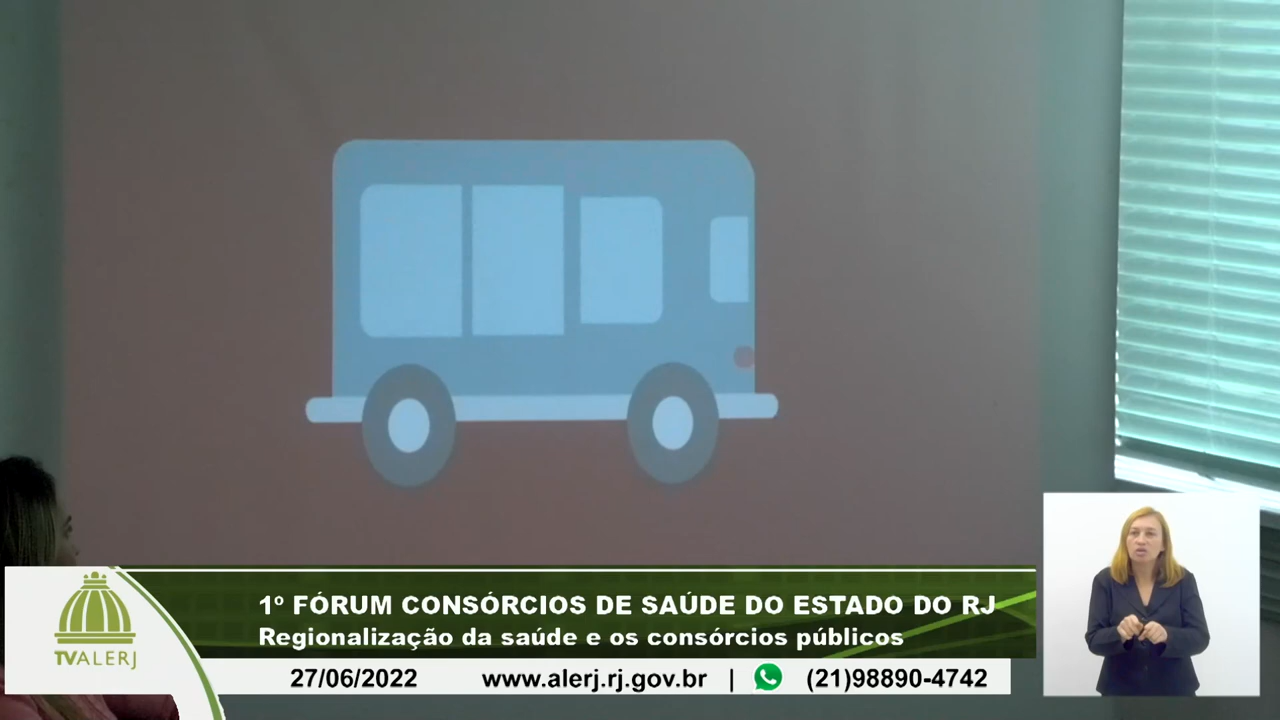 1º FÓRUM CONSÓRCIOS DE SAÚDE DO ESTADO DO RJ
Regionalização da saúde e os consórcios públicos
TVALERJ
27/06/2022 www.alerj.rj.gov.br | (21)98890-4742